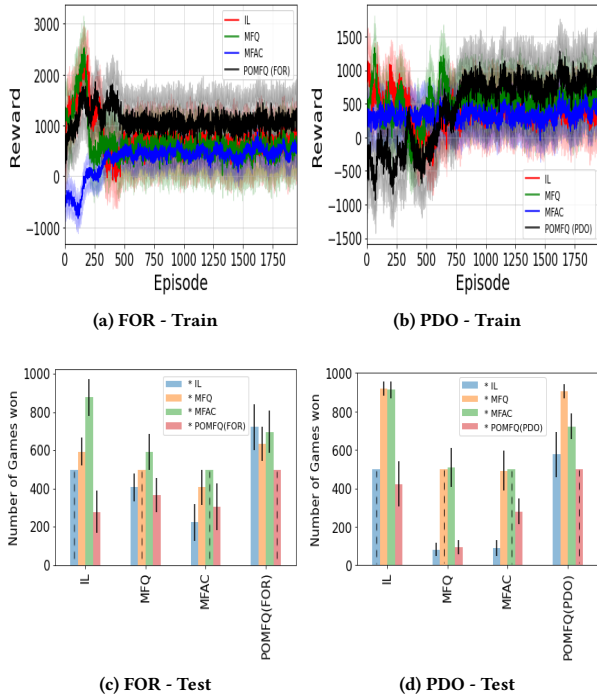 3000
2000
1000
0
−1000
Reward
0 250 500 750 1000 1250 1500 1750
Episode
IL
MFQ
MFAC
POMFQ (FOR)
(a) FOR - Train
1500
1000
500
0
−500
−1000
−1500
Reward
0 250 500 750 1000 1250 1500 1750
Episode
IL
MFQ
MFAC
POMFQ (PDO)
(b) PDO - Train
1000
800
600
400
200
0
Number of Games won
* IL
* MFQ
* MFAC
* POMFQ(FOR)
IL
MFQ
MFAC
POMFQ(FOR)
(c) FOR - Test
1000
800
600
400
200
0
Number of Games won
* IL
* MFQ
* MFAC
* POMFQ(PDO)
IL
MFQ
MFAC
POMFQ(PDO)
(d) PDO - Test